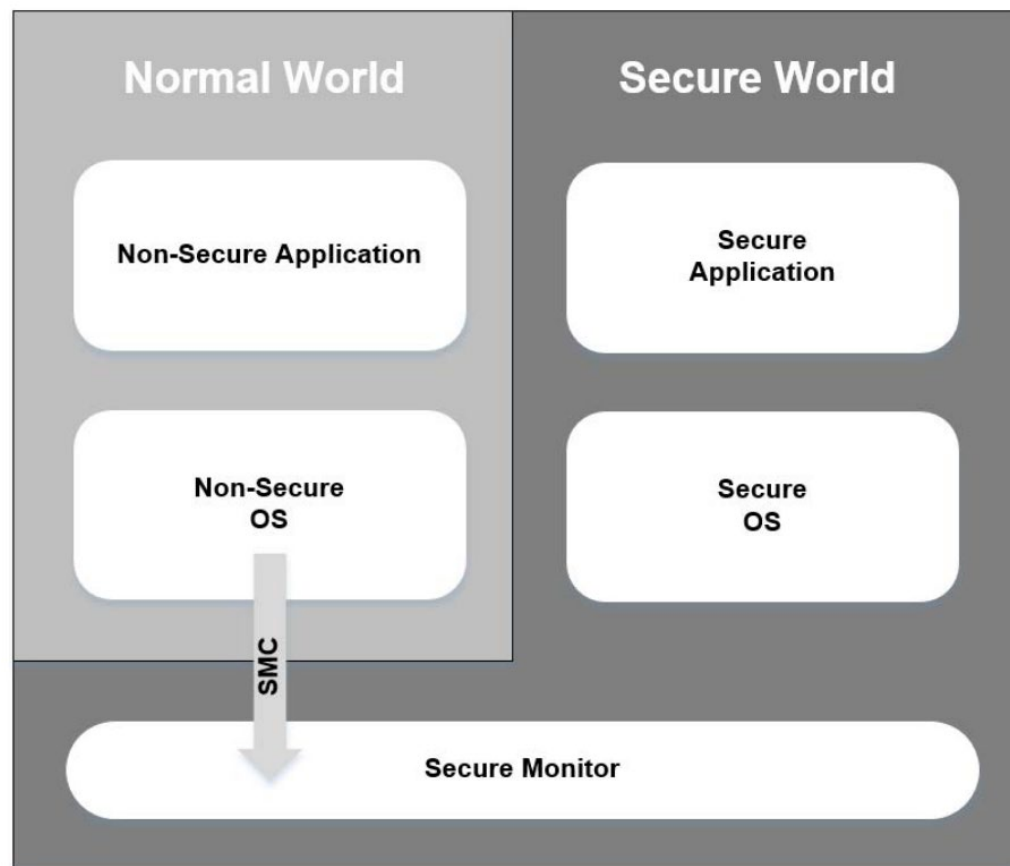 Normal World
Secure World
Non-Secure Application
Secure
Application
Non-Secure
OS
Secure
OS
SMC
Secure Monitor